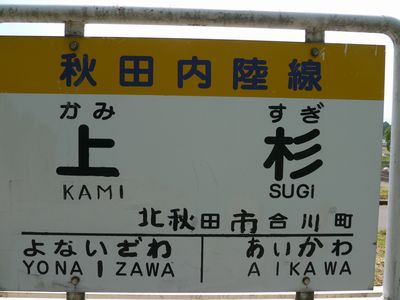 秋田内陸線
かみ すぎ
上 杉
KAMI SUGI
北秋田市合川町
よないざわ あいかわ
YONAIZAWA AIKAWA